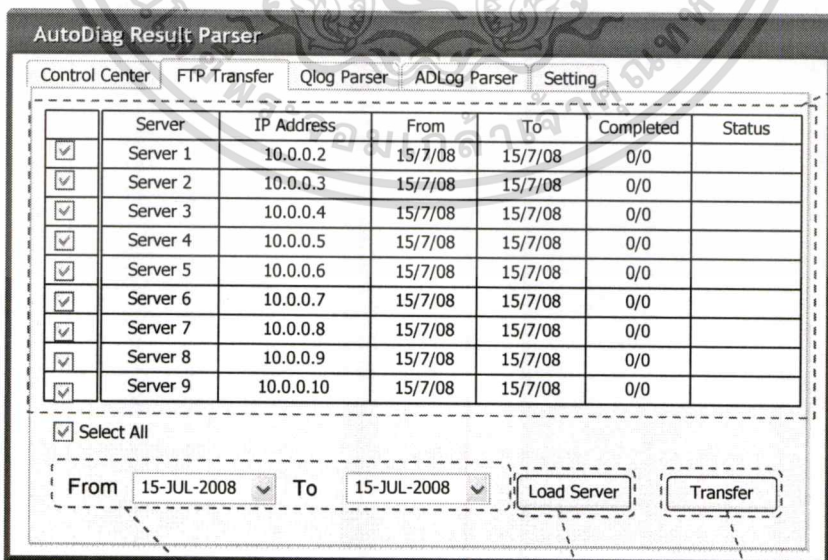 AutoDiag Result Parser
Control Center FTP Transfer Qlog Parser ADLog Parser Setting
Server IP Address From To Completed Status
Server 1 10.0.0.2 15/7/08 15/7/08 0/0
Server 2 10.0.0.3 15/7/08 15/7/08 0/0
Server 3 10.0.0.4 15/7/08 15/7/08 0/0
Server 4 10.0.0.5 15/7/08 15/7/08 0/0
Server 5 10.0.0.6 15/7/08 15/7/08 0/0
Server 6 10.0.0.7 15/7/08 15/7/08 0/0
Server 7 10.0.0.8 15/7/08 15/7/08 0/0
Server 8 10.0.0.9 15/7/08 15/7/08 0/0
Server 9 10.0.0.10 15/7/08 15/7/08 0/0
Select All
From 15-JUL-2008 To 15-JUL-2008 Load Server Transfer